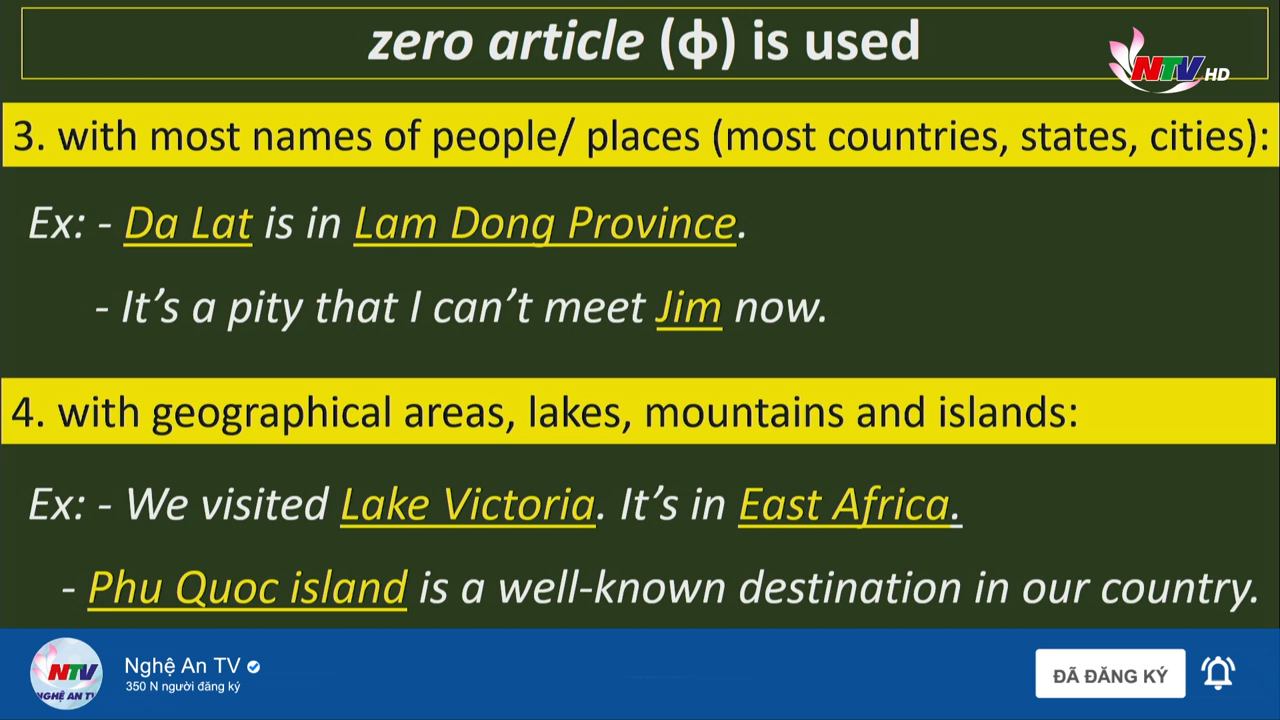 zero article (ϕ) is used
NTV HD
3. with most names of people/ places (most countries, states, cities):
Ex: - Da Lat is in Lam Dong Province.
- It’s a pity that I can’t meet Jim now.
4. with geographical areas, lakes, mountains and islands:
Ex: - We visited Lake Victoria. It’s in East Africa.
- Phu Quoc island is a well-known destination in our country.
NTV
NGHỆ AN TV
Nghệ An TV
350 N người đăng ký
ĐÃ ĐĂNG KÝ